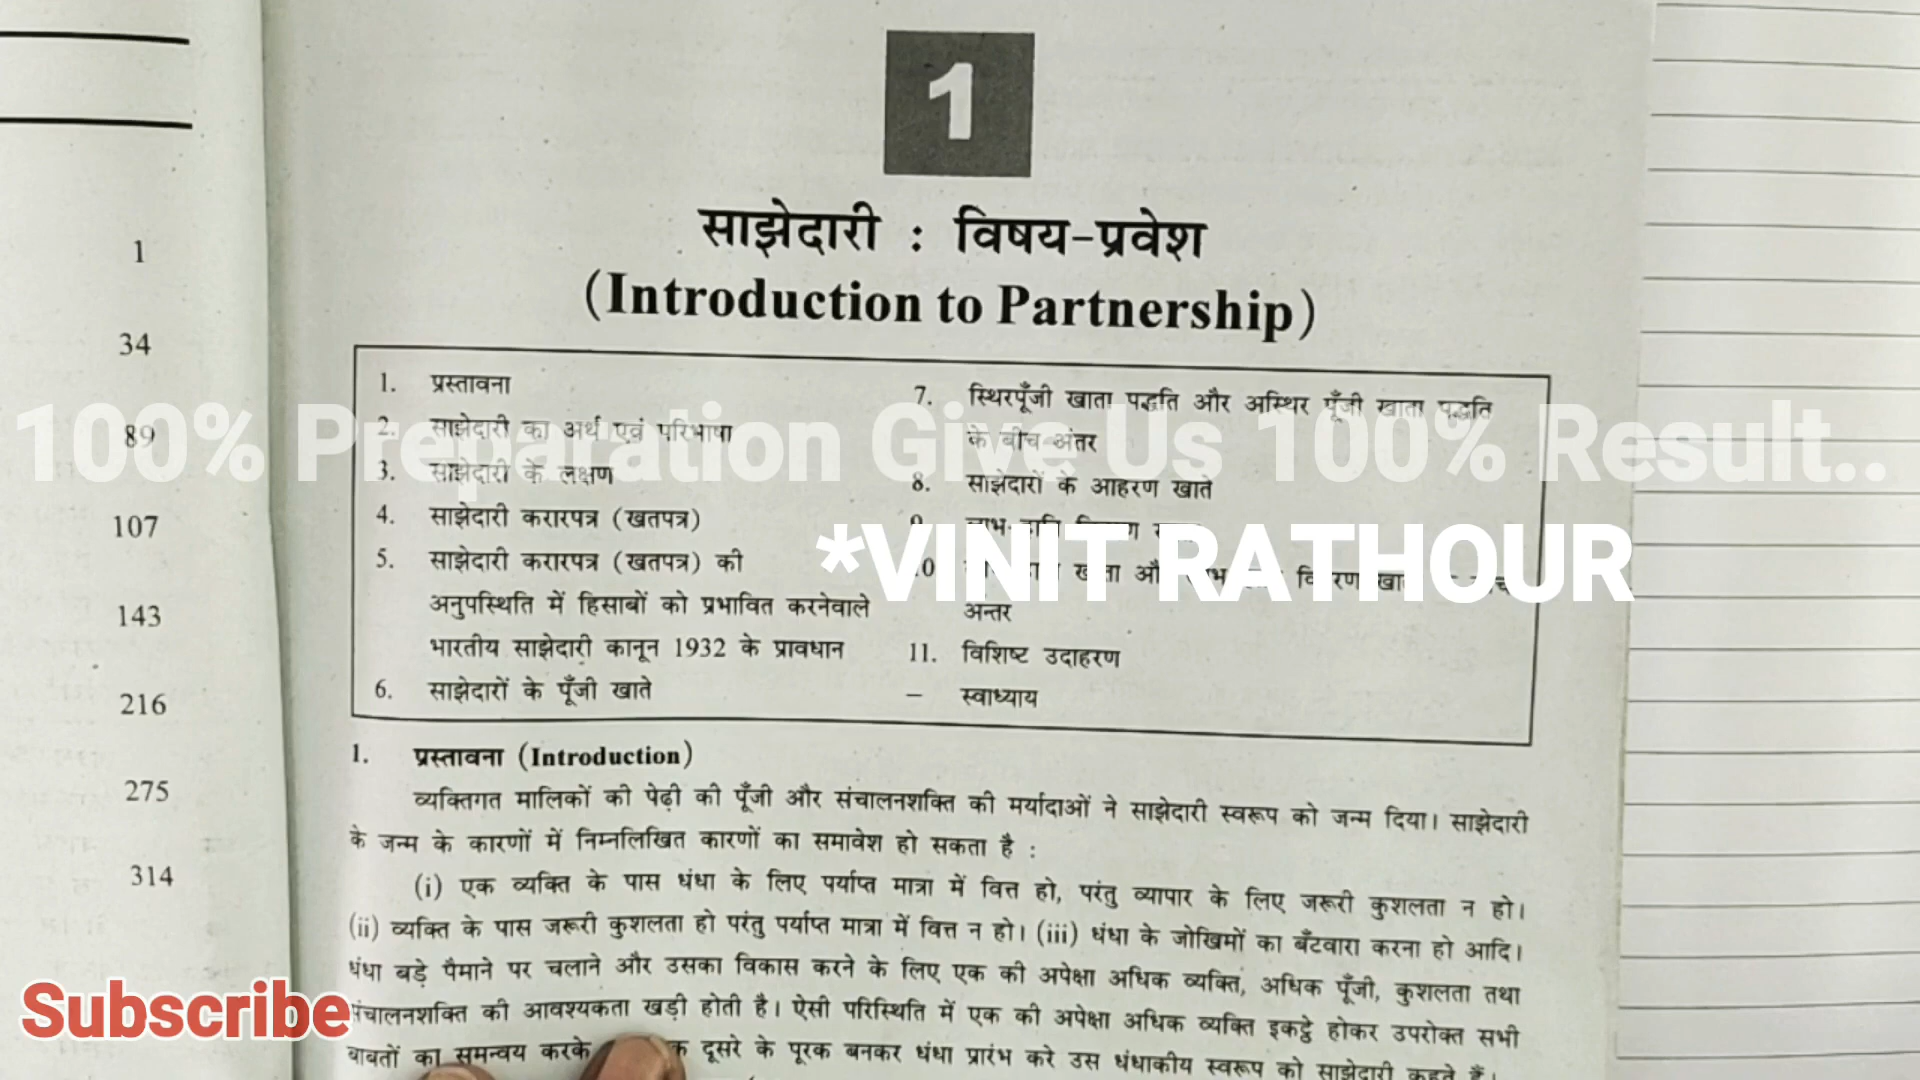 1
34
89
107
143
216
275
314
1
साझेदारी : विषय-प्रवेश
(Introduction to Partnership)
1. प्रस्तावना
2. साझेदारी का अर्थ एवं परिभाषा
3. साझेदारी के लक्षण
4. साझेदारी करारपत्र (खतपत्र)
5. साझेदारी करारपत्र (खतपत्र) की
अनुपस्थिति में हिसाबों को प्रभावित करनेवाले
भारतीय साझेदारी कानून 1932 के प्रावधान
6. साझेदारों के पूँजी खाते
7. स्थिरपूँजी खाता पद्धति और अस्थिर पूँजी खाता पद्धति
के बीच अंतर
8. साझेदारों के आहरण खाते
अन्तर
11. विशिष्ट उदाहरण
– स्वाध्याय
100% Preparation Give Us 100% Result..
*VINIT RATHOUR
1. प्रस्तावना (Introduction)
व्यक्तिगत मालिकों की पेढ़ी की पूँजी और संचालनशक्ति की मर्यादाओं ने साझेदारी स्वरूप को जन्म दिया। साझेदारी
के जन्म के कारणों में निम्नलिखित कारणों का समावेश हो सकता है :
(i) एक व्यक्ति के पास धंधा के लिए पर्याप्त मात्रा में वित्त हो, परंतु व्यापार के लिए जरूरी कुशलता न हो।
(ii) व्यक्ति के पास जरूरी कुशलता हो परंतु पर्याप्त मात्रा में वित्त न हो। (iii) धंधा के जोखिमों का बँटवारा करना हो आदि।
धंधा बड़े पैमाने पर चलाने और उसका विकास करने के लिए एक की अपेक्षा अधिक व्यक्ति, अधिक पूँजी, कुशलता तथा
संचालनशक्ति की आवश्यकता खड़ी होती है। ऐसी परिस्थिति में एक की अपेक्षा अधिक व्यक्ति इकट्ठे होकर उपरोक्त सभी
बाबतों का समन्वय करके दूसरे के पूरक बनकर धंधा प्रारंभ करे उस धंधाकीय स्वरूप को साझेदारी कहते हैं।
Subscribe